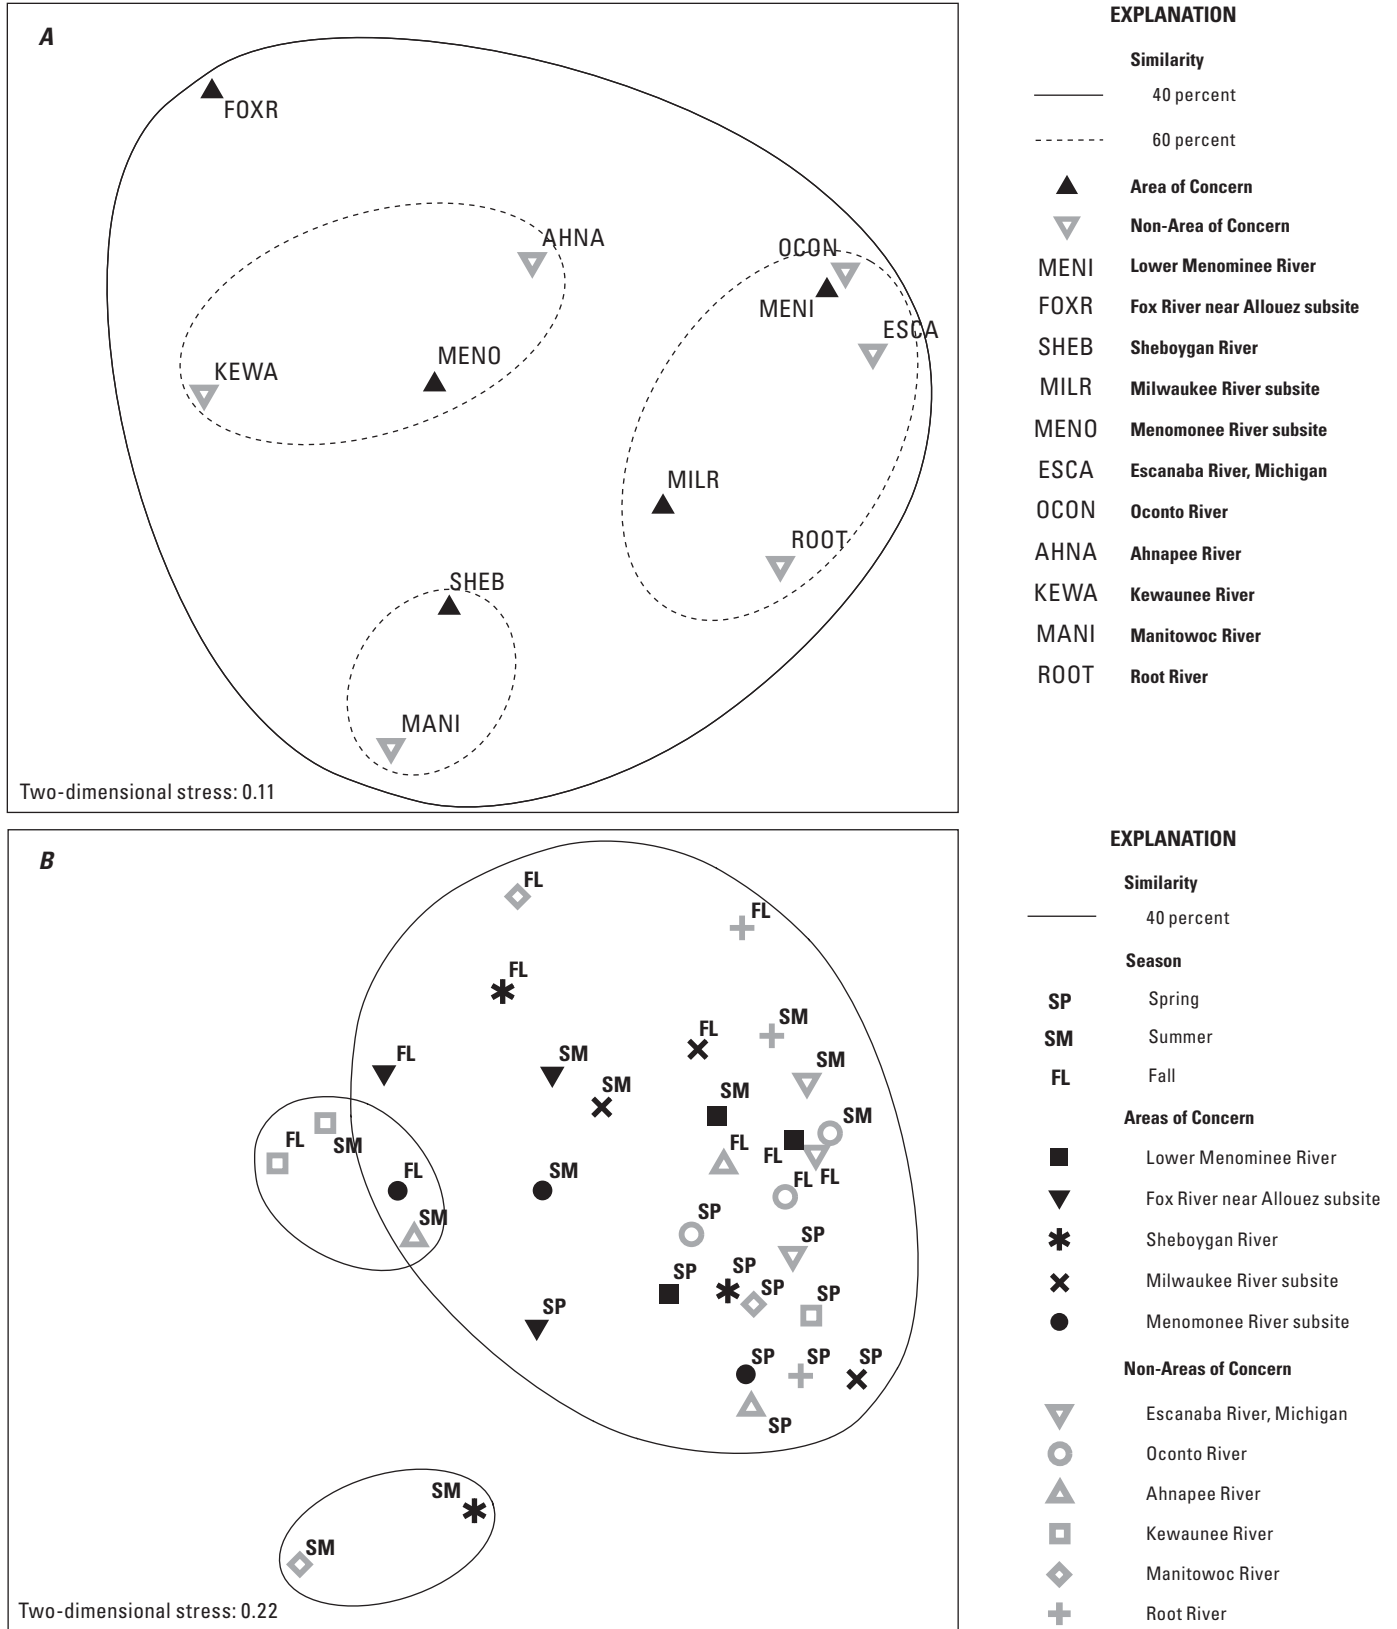 A
FOXR
AHNA
OCON
MENI
ESCA
MENO
KEWA
MILR
ROOT
SHEB
MANI
Two-dimensional stress: 0.11
EXPLANATION
Similarity
40 percent
60 percent
Area of Concern
Non-Area of Concern
MENI Lower Menominee River
FOXR Fox River near Allouez subsite
SHEB Sheboygan River
MILR Milwaukee River subsite
MENO Menomonee River subsite
ESCA Escanaba River, Michigan
OCON Oconto River
AHNA Ahnapee River
KEWA Kewaunee River
MANI Manitowoc River
ROOT Root River
B
FL
FL
FL
SM
FL
FL
SM
SM
SM
SM
SM
FL
SM
FL
FL
FL
SM
FL
SM
FL
FL
SM
SP
SP
SP
SP
SP
SP
SP
SP
SP
SP
SP
SM
SM
Two-dimensional stress: 0.22
EXPLANATION
Similarity
40 percent
Season
SP Spring
SM Summer
FL Fall
Areas of Concern
Lower Menominee River
Fox River near Allouez subsite
Sheboygan River
Milwaukee River subsite
Menomonee River subsite
Non-Areas of Concern
Escanaba River, Michigan
Oconto River
Ahnapee River
Kewaunee River
Manitowoc River
Root River